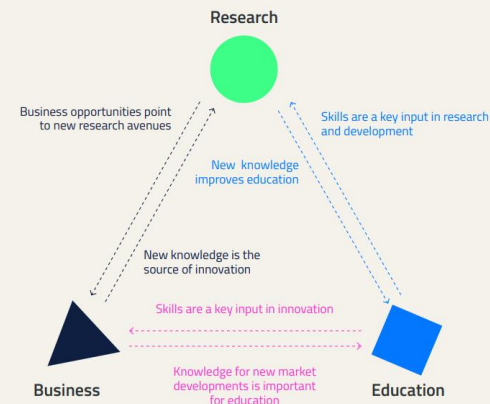 Research
Business opportunities point
to new research avenues
Skills are a key input in research
and development
New knowledge
improves education
New knowledge is the
source of innovation
Skills are a key input in innovation
Knowledge for new market
developments is important
for education
Business
Education